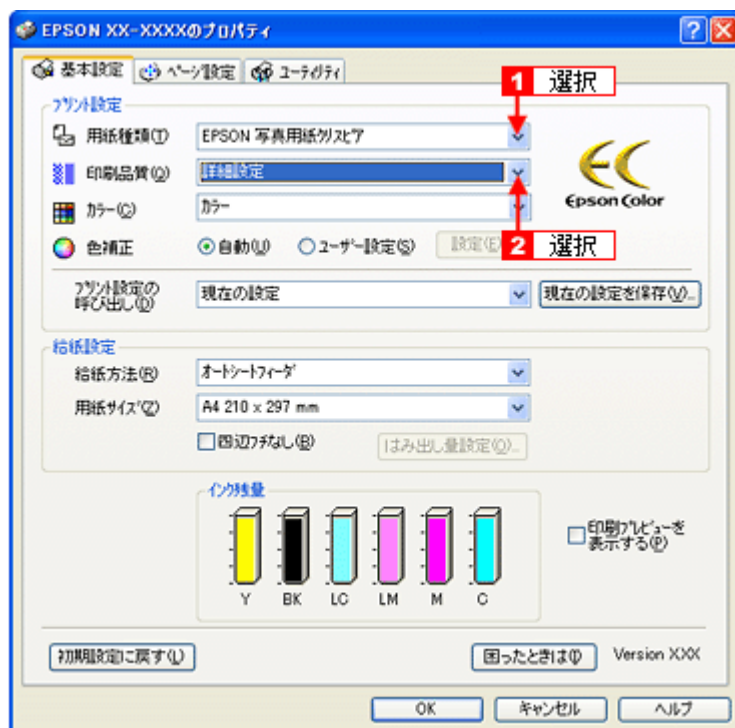 EPSON XX-XXXXのプロパティ
基本設定 ページ設定 ユーティリティ
1 選択
プリント設定
用紙種類(T) EPSON 写真用紙クリスピア
印刷品質(Q) 詳細設定
Epson Color
カラー(C) カラー
色補正 自動(U) ユーザー設定(S) 設定(E)
2 選択
プリント設定の
呼び出し(D) 現在の設定 現在の設定を保存(V)...
給紙設定
給紙方法(R) オートシートフィーダ
用紙サイズ(Z) A4 210 x 297 mm
四辺フチなし(B) はみ出し量設定(O)...
インク残量
印刷プレビューを
表示する(P)
Y BK LC LM M C
初期設定に戻す(L) 困ったときは(I) Version X.XX
OK キャンセル ヘルプ